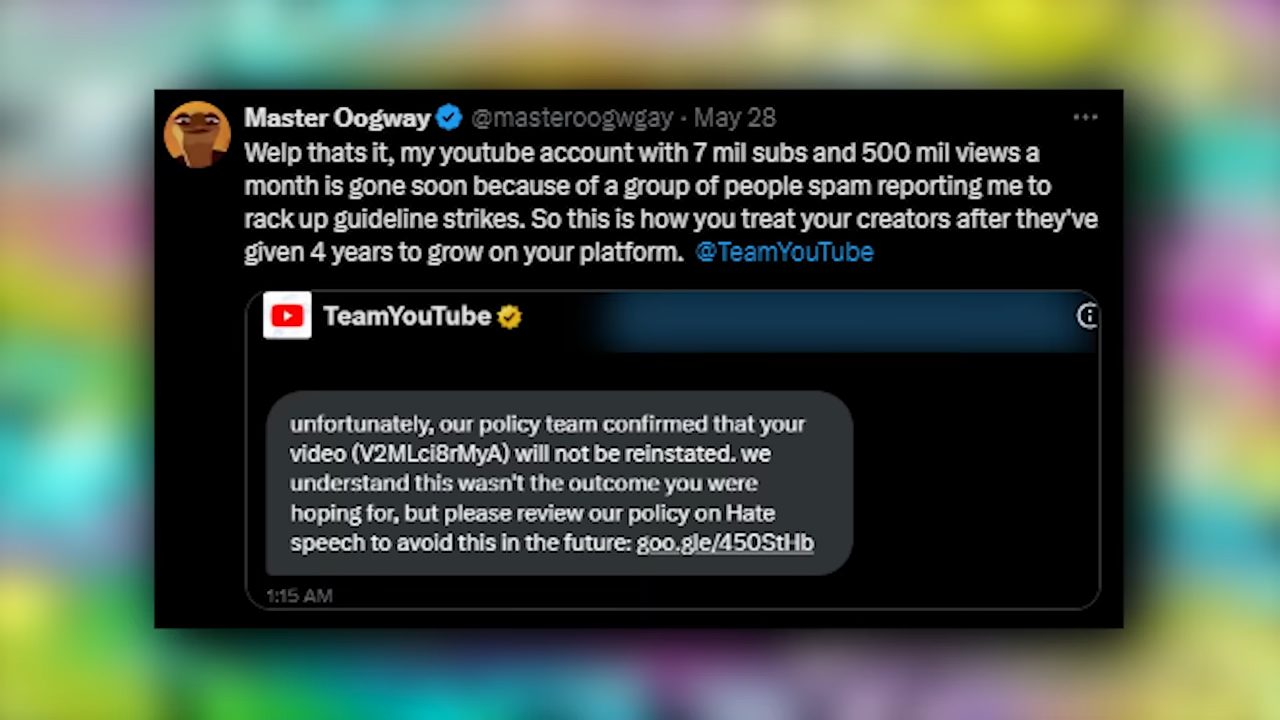 Master Oogway @masteroogwgay · May 28
Welp thats it, my youtube account with 7 mil subs and 500 mil views a
month is gone soon because of a group of people spam reporting me to
rack up guideline strikes. So this is how you treat your creators after they've
given 4 years to grow on your platform. @TeamYouTube
TeamYouTube
unfortunately, our policy team confirmed that your
video (V2MLci8rMyA) will not be reinstated. we
understand this wasn't the outcome you were
hoping for, but please review our policy on Hate
speech to avoid this in the future: goo.gle/450StHb
1:15 AM